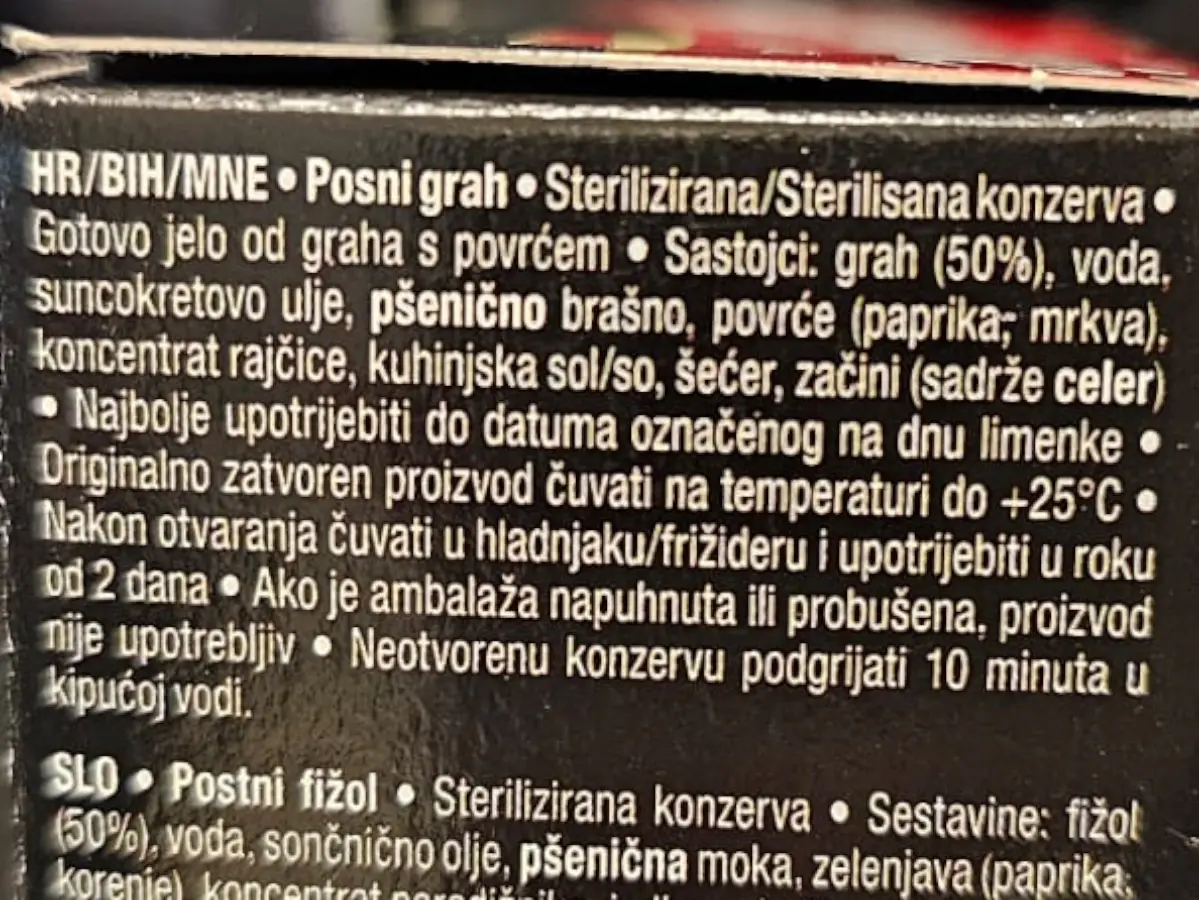 HR/BIH/MNE • Posni grah • Sterilizirana/Sterilisana konzerva •
Gotovo jelo od graha s povrćem • Sastojci: grah (50%), voda,
suncokretovo ulje, pšenično brašno, povrće (paprika, mrkva),
koncentrat rajčice, kuhinjska sol/so, šećer, začini (sadrže celer)
• Najbolje upotrijebiti do datuma označenog na dnu limenke •
Originalno zatvoren proizvod čuvati na temperaturi do +25°C •
Nakon otvaranja čuvati u hladnjaku/frižideru i upotrijebiti u roku
od 2 dana • Ako je ambalaža napuhnuta ili probušena, proizvod
nije upotrebljiv • Neotvorenu konzervu podgrijati 10 minuta u
kipućoj vodi.
SLO • Postni fižol • Sterilizirana konzerva • Sestavine: fižol
(50%), voda, sončnično olje, pšenična moka, zelenjava (paprika,
korenje), koncentrat